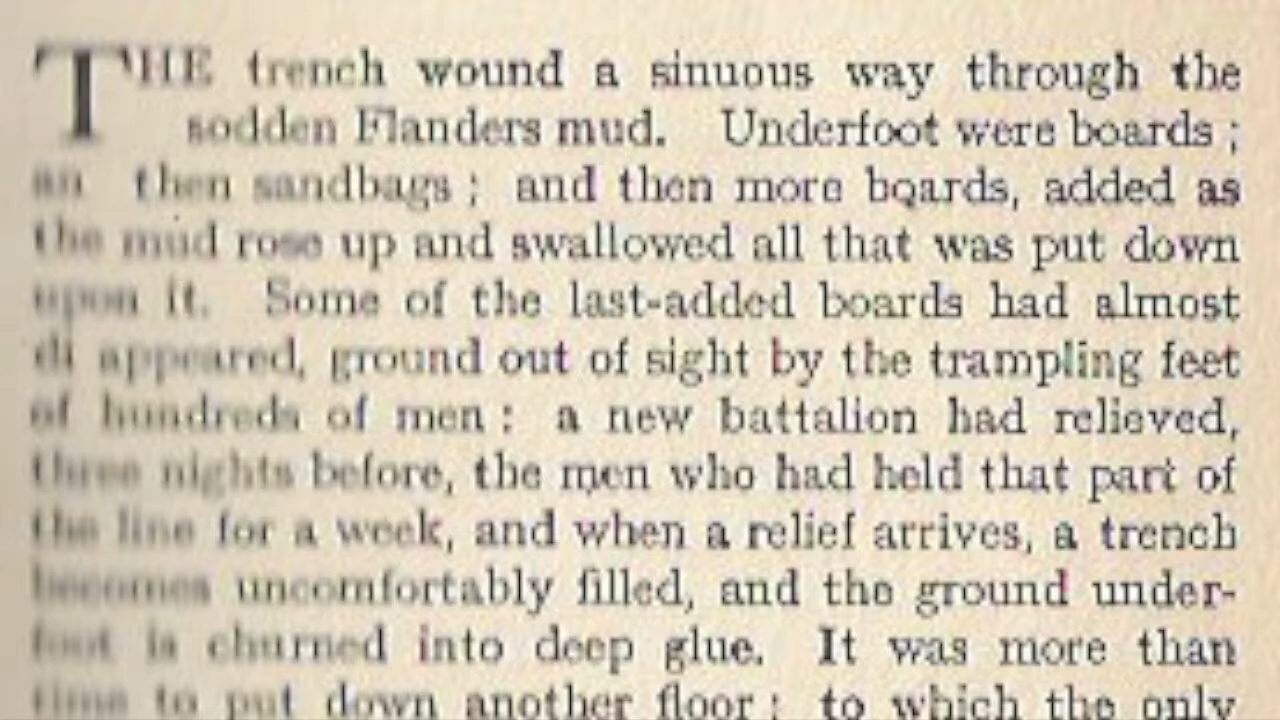 THE trench wound a sinuous way through the
sodden Flanders mud. Underfoot were boards ;
an then sandbags ; and then more boards, added as
the mud rose up and swallowed all that was put down
upon it. Some of the last-added boards had almost
di appeared, ground out of sight by the trampling feet
of hundreds of men : a new battalion had relieved,
three nights before, the men who had held that part of
the line for a week, and when a relief arrives, a trench
becomes uncomfortably filled, and the ground under-
foot is churned into deep glue. It was more than
time to put down another floor ; to which the only